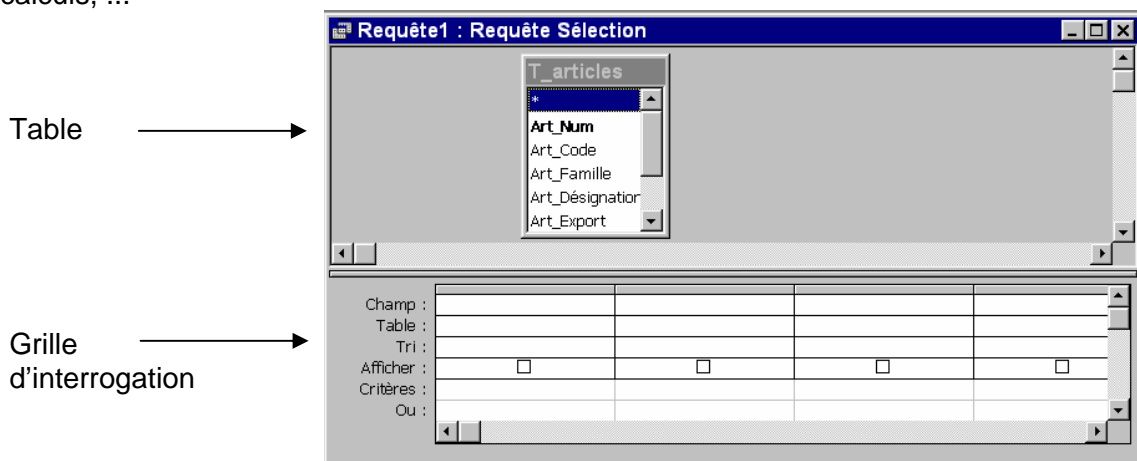 calculs, ...
Requête1 : Requête Sélection
T_articles
*
Table
Art_Num
Art_Code
Art_Famille
Art_Désignation
Art_Export
Champ :
Table :
Tri :
Afficher :
Critères :
Ou :
Grille
d'interrogation